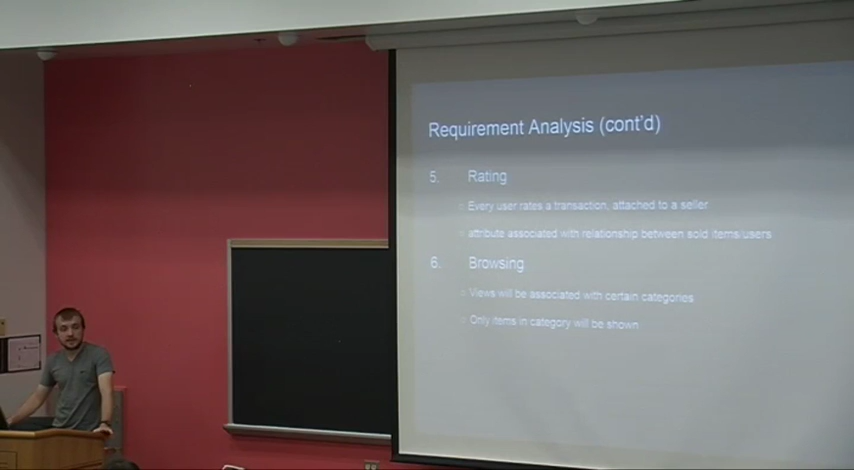 Requirement Analysis (cont'd)
5. Rating
Every user rates a transaction, attached to a seller
attribute associated with relationship between sold items/users
6. Browsing
Views will be associated with certain categories
Only items in category will be shown